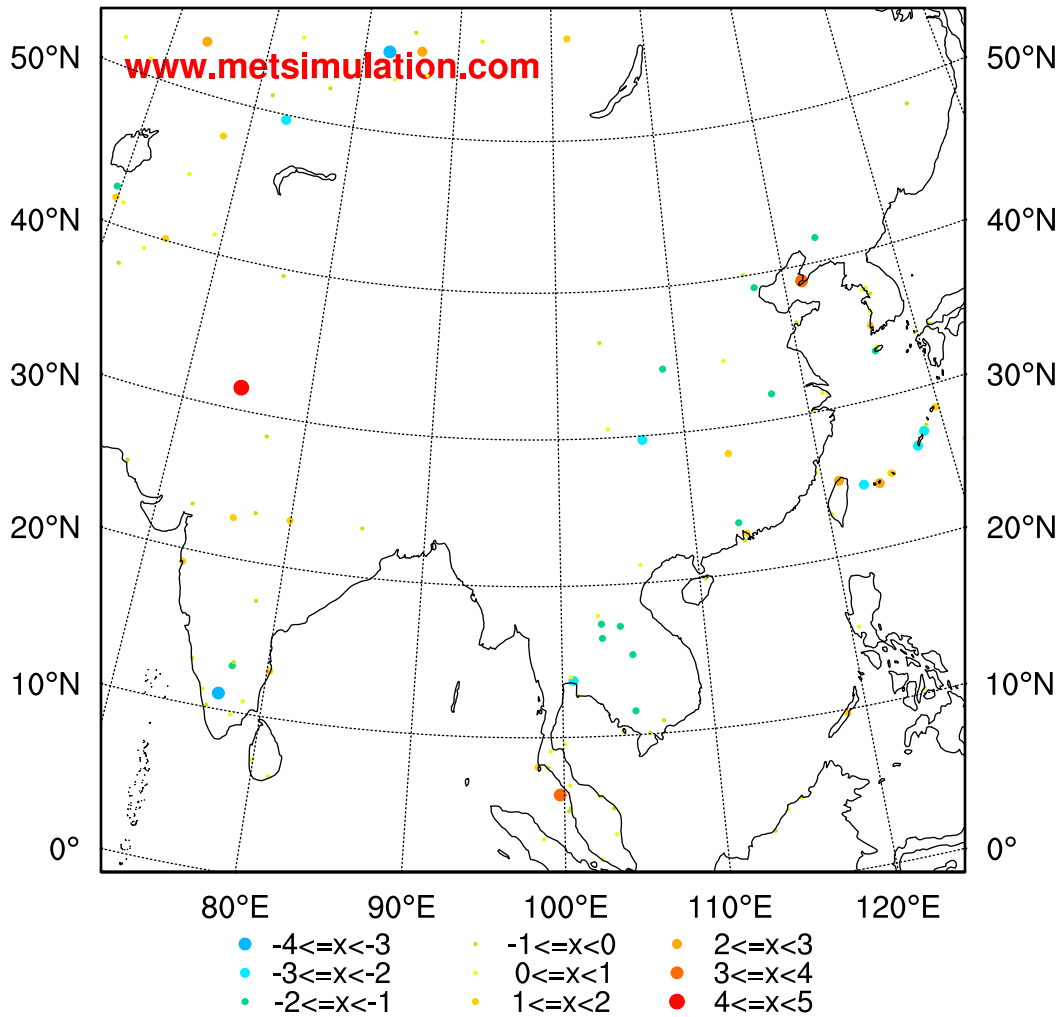 50°N 50°N
www.metsimulation.com
40°N 40°N
30°N 30°N
20°N 20°N
10°N 10°N
0° 0°
80°E 90°E 100°E 110°E 120°E
-4<=x<-3 -1<=x<0 2<=x<3
-3<=x<-2 0<=x<1 3<=x<4
-2<=x<-1 1<=x<2 4<=x<5